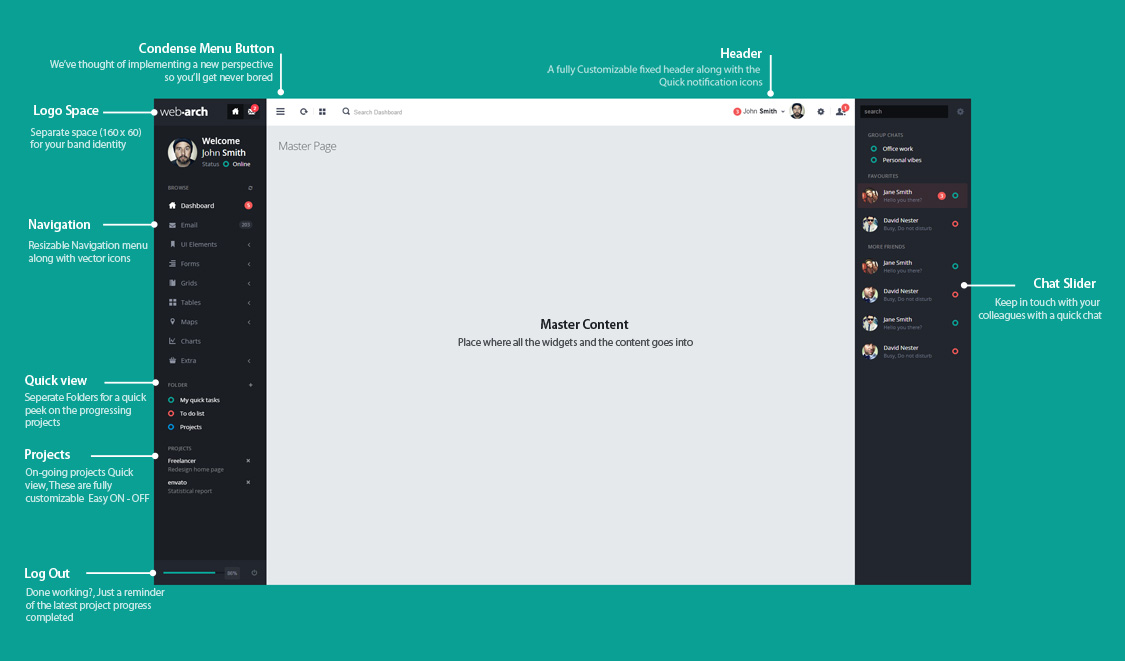 Condense Menu Button
We've thought of implementing a new perspective
so you'll get never bored
Header
A fully Customizable fixed header along with the
Quick notification icons
Logo Space
Separate space (160 x 60)
for your band identity
web-arch
2
Search Dashboard
3 John Smith
1
search
Welcome
John Smith
Status Online
BROWSE
Dashboard 5
Email 203
UI Elements
Forms
Grids
Tables
Maps
Charts
Extra
FOLDER
My quick tasks
To do list
Projects
PROJECTS
Freelancer
Redesign home page
envato
Statistical report
Navigation
Resizable Navigation menu
along with vector icons
Quick view
Seperate Folders for a quick
peek on the progressing
projects
Projects
On-going projects Quick
view, These are fully
customizable Easy ON - OFF
Log Out
Done working?, Just a reminder
of the latest project progress
completed
Master Page
Master Content
Place where all the widgets and the content goes into
GROUP CHATS
Office work
Personal vibes
FAVOURITES
Jane Smith
Hello you there?
3
David Nester
Busy, Do not disturb
MORE FRIENDS
Jane Smith
Hello you there?
David Nester
Busy, Do not disturb
Jane Smith
Hello you there?
David Nester
Busy, Do not disturb
Chat Slider
Keep in touch with your
colleagues with a quick chat